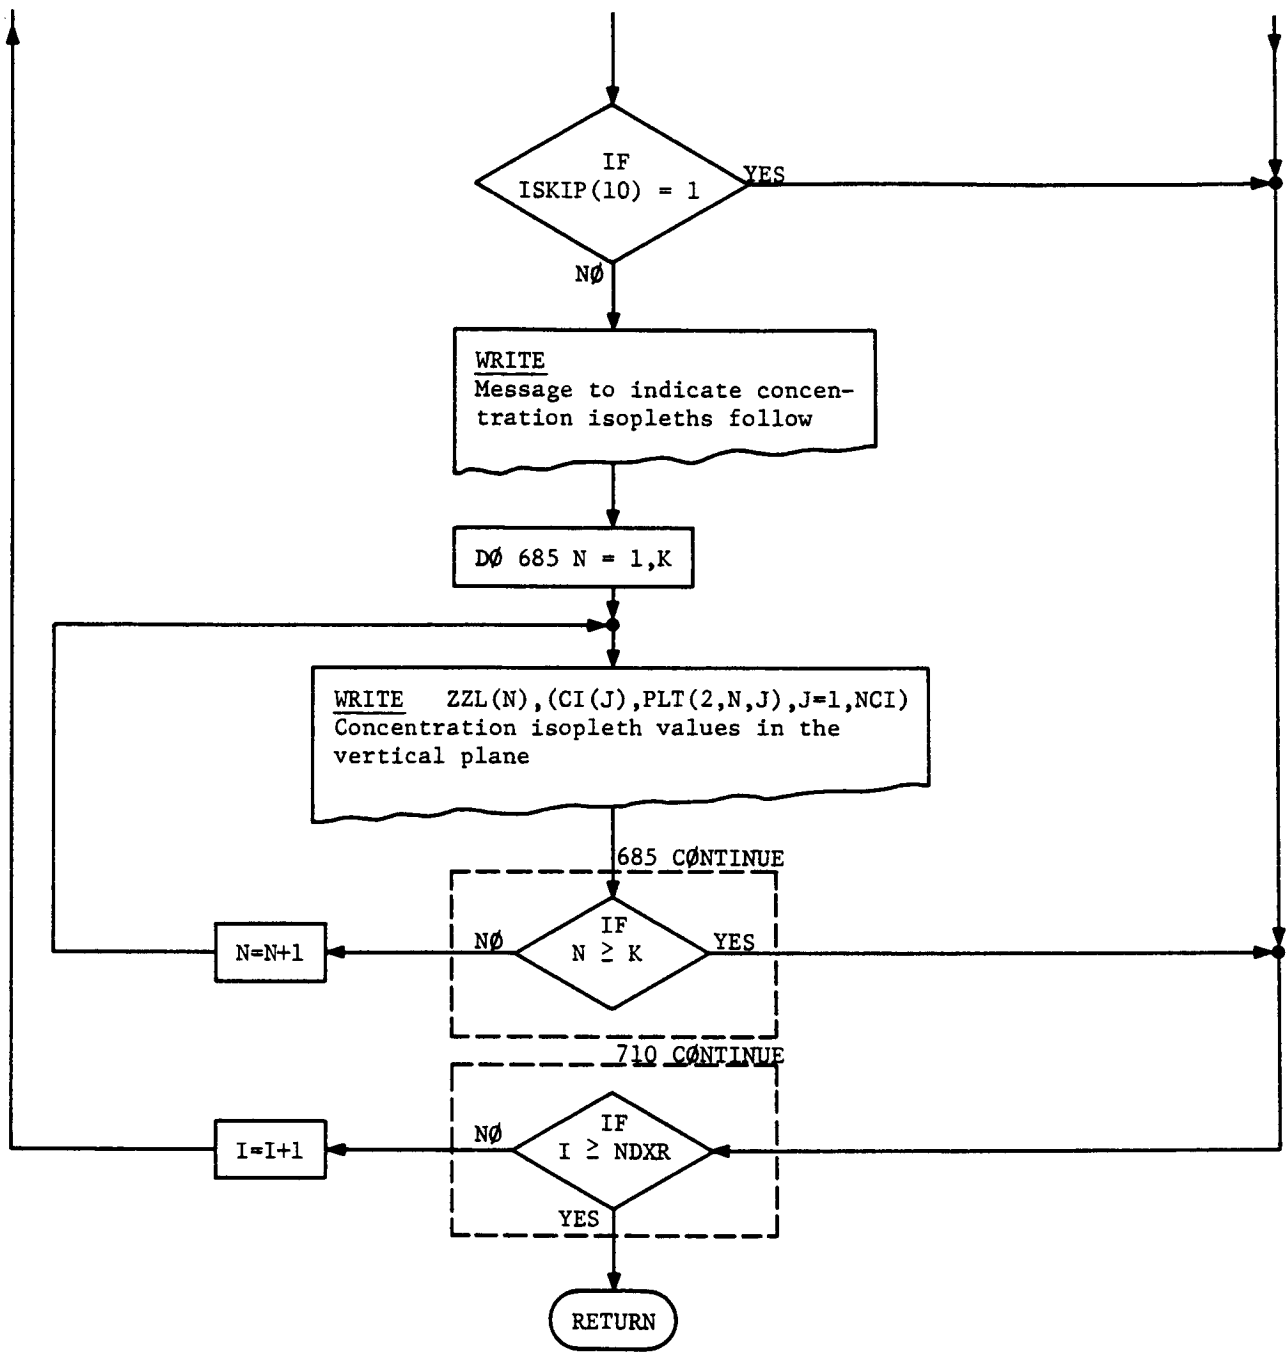 IF
ISKIP(10) = 1
YES
NØ
WRITE
Message to indicate concen-
tration isopleths follow
DØ 685 N = 1,K
WRITE ZZL(N),(CI(J),PLT(2,N,J),J=1,NCI)
Concentration isopleth values in the
vertical plane
685 CØNTINUE
N=N+1
NØ
IF
N ≥ K
YES
710 CØNTINUE
I=I+1
NØ
IF
I ≥ NDXR
YES
RETURN